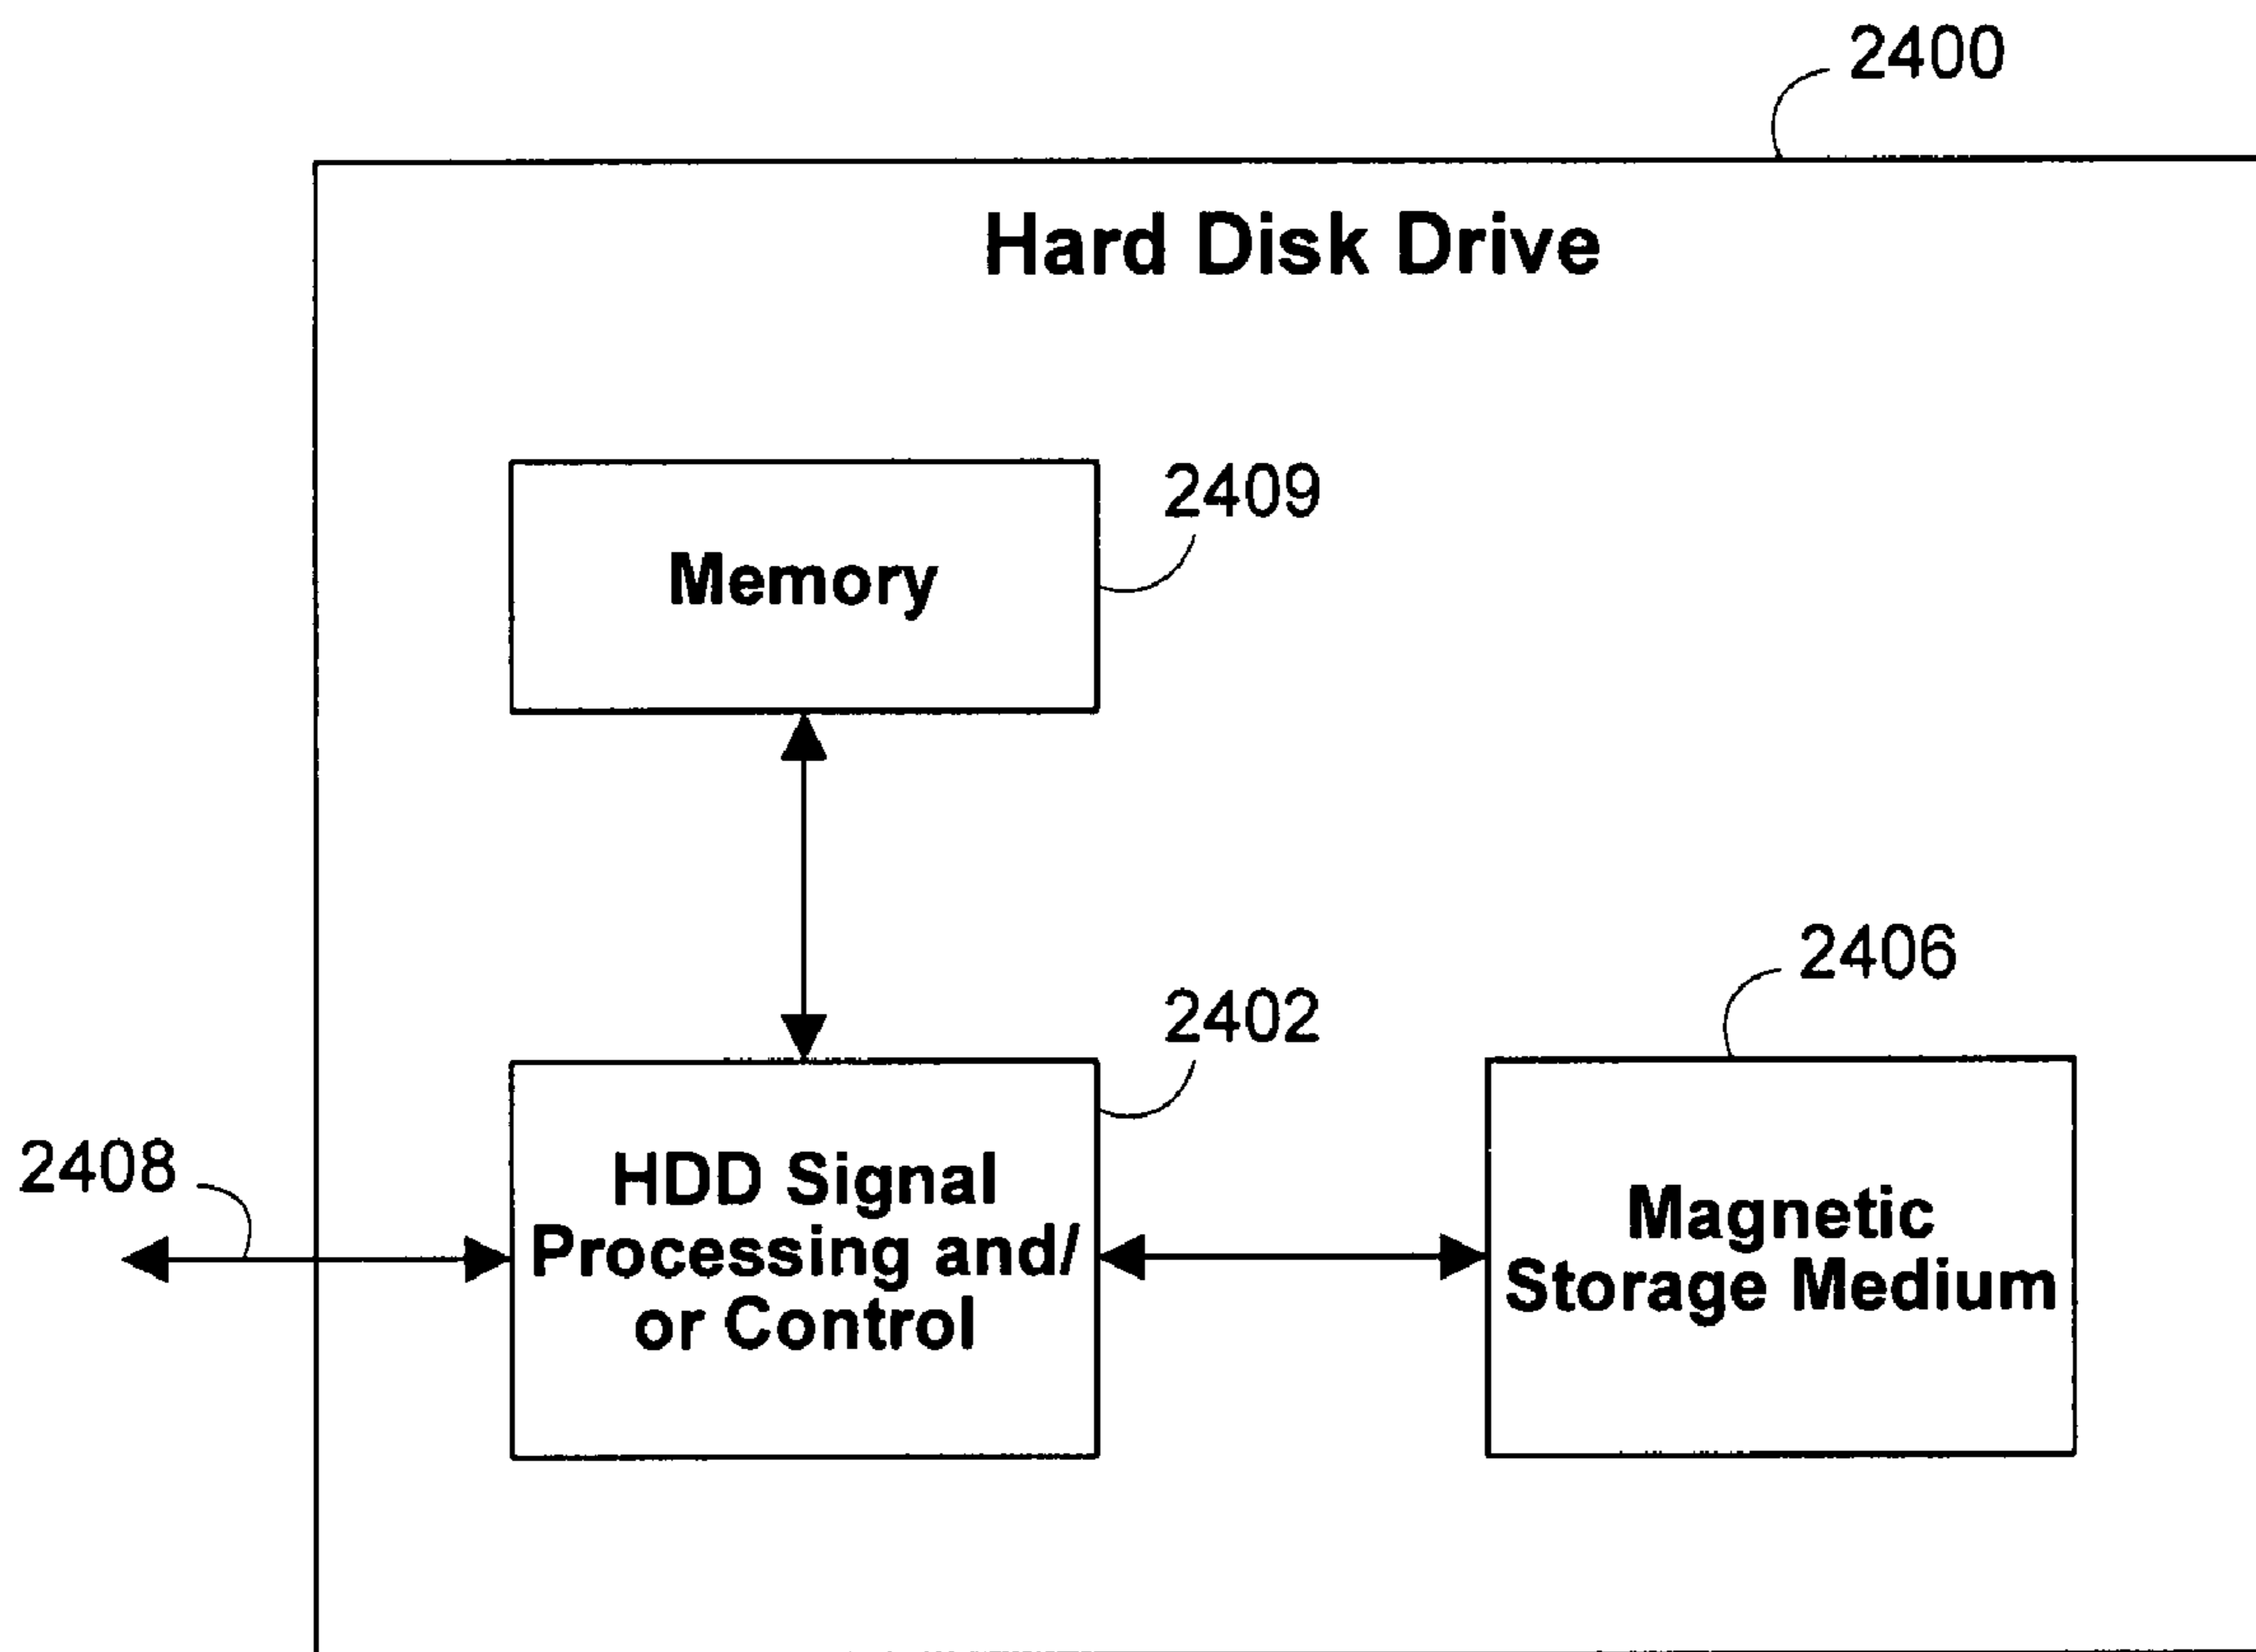 2400
Hard Disk Drive
2409
Memory
2406
2402
2408
HDD Signal
Processing and/
or Control
Magnetic
Storage Medium